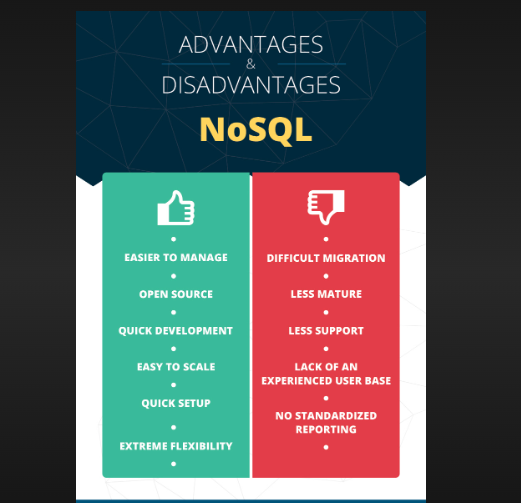 ADVANTAGES
&
DISADVANTAGES
NoSQL
EASIER TO MANAGE
OPEN SOURCE
QUICK DEVELOPMENT
EASY TO SCALE
QUICK SETUP
EXTREME FLEXIBILITY
DIFFICULT MIGRATION
LESS MATURE
LESS SUPPORT
LACK OF AN
EXPERIENCED USER BASE
NO STANDARDIZED
REPORTING